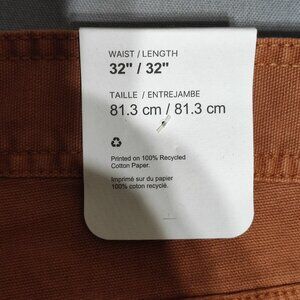 WAIST / LENGTH
32" / 32"
TAILLE / ENTREJAMBE
81.3 cm / 81.3 cm
Printed on 100% Recycled
Cotton Paper.
Imprimé sur du papier
100% coton recyclé.